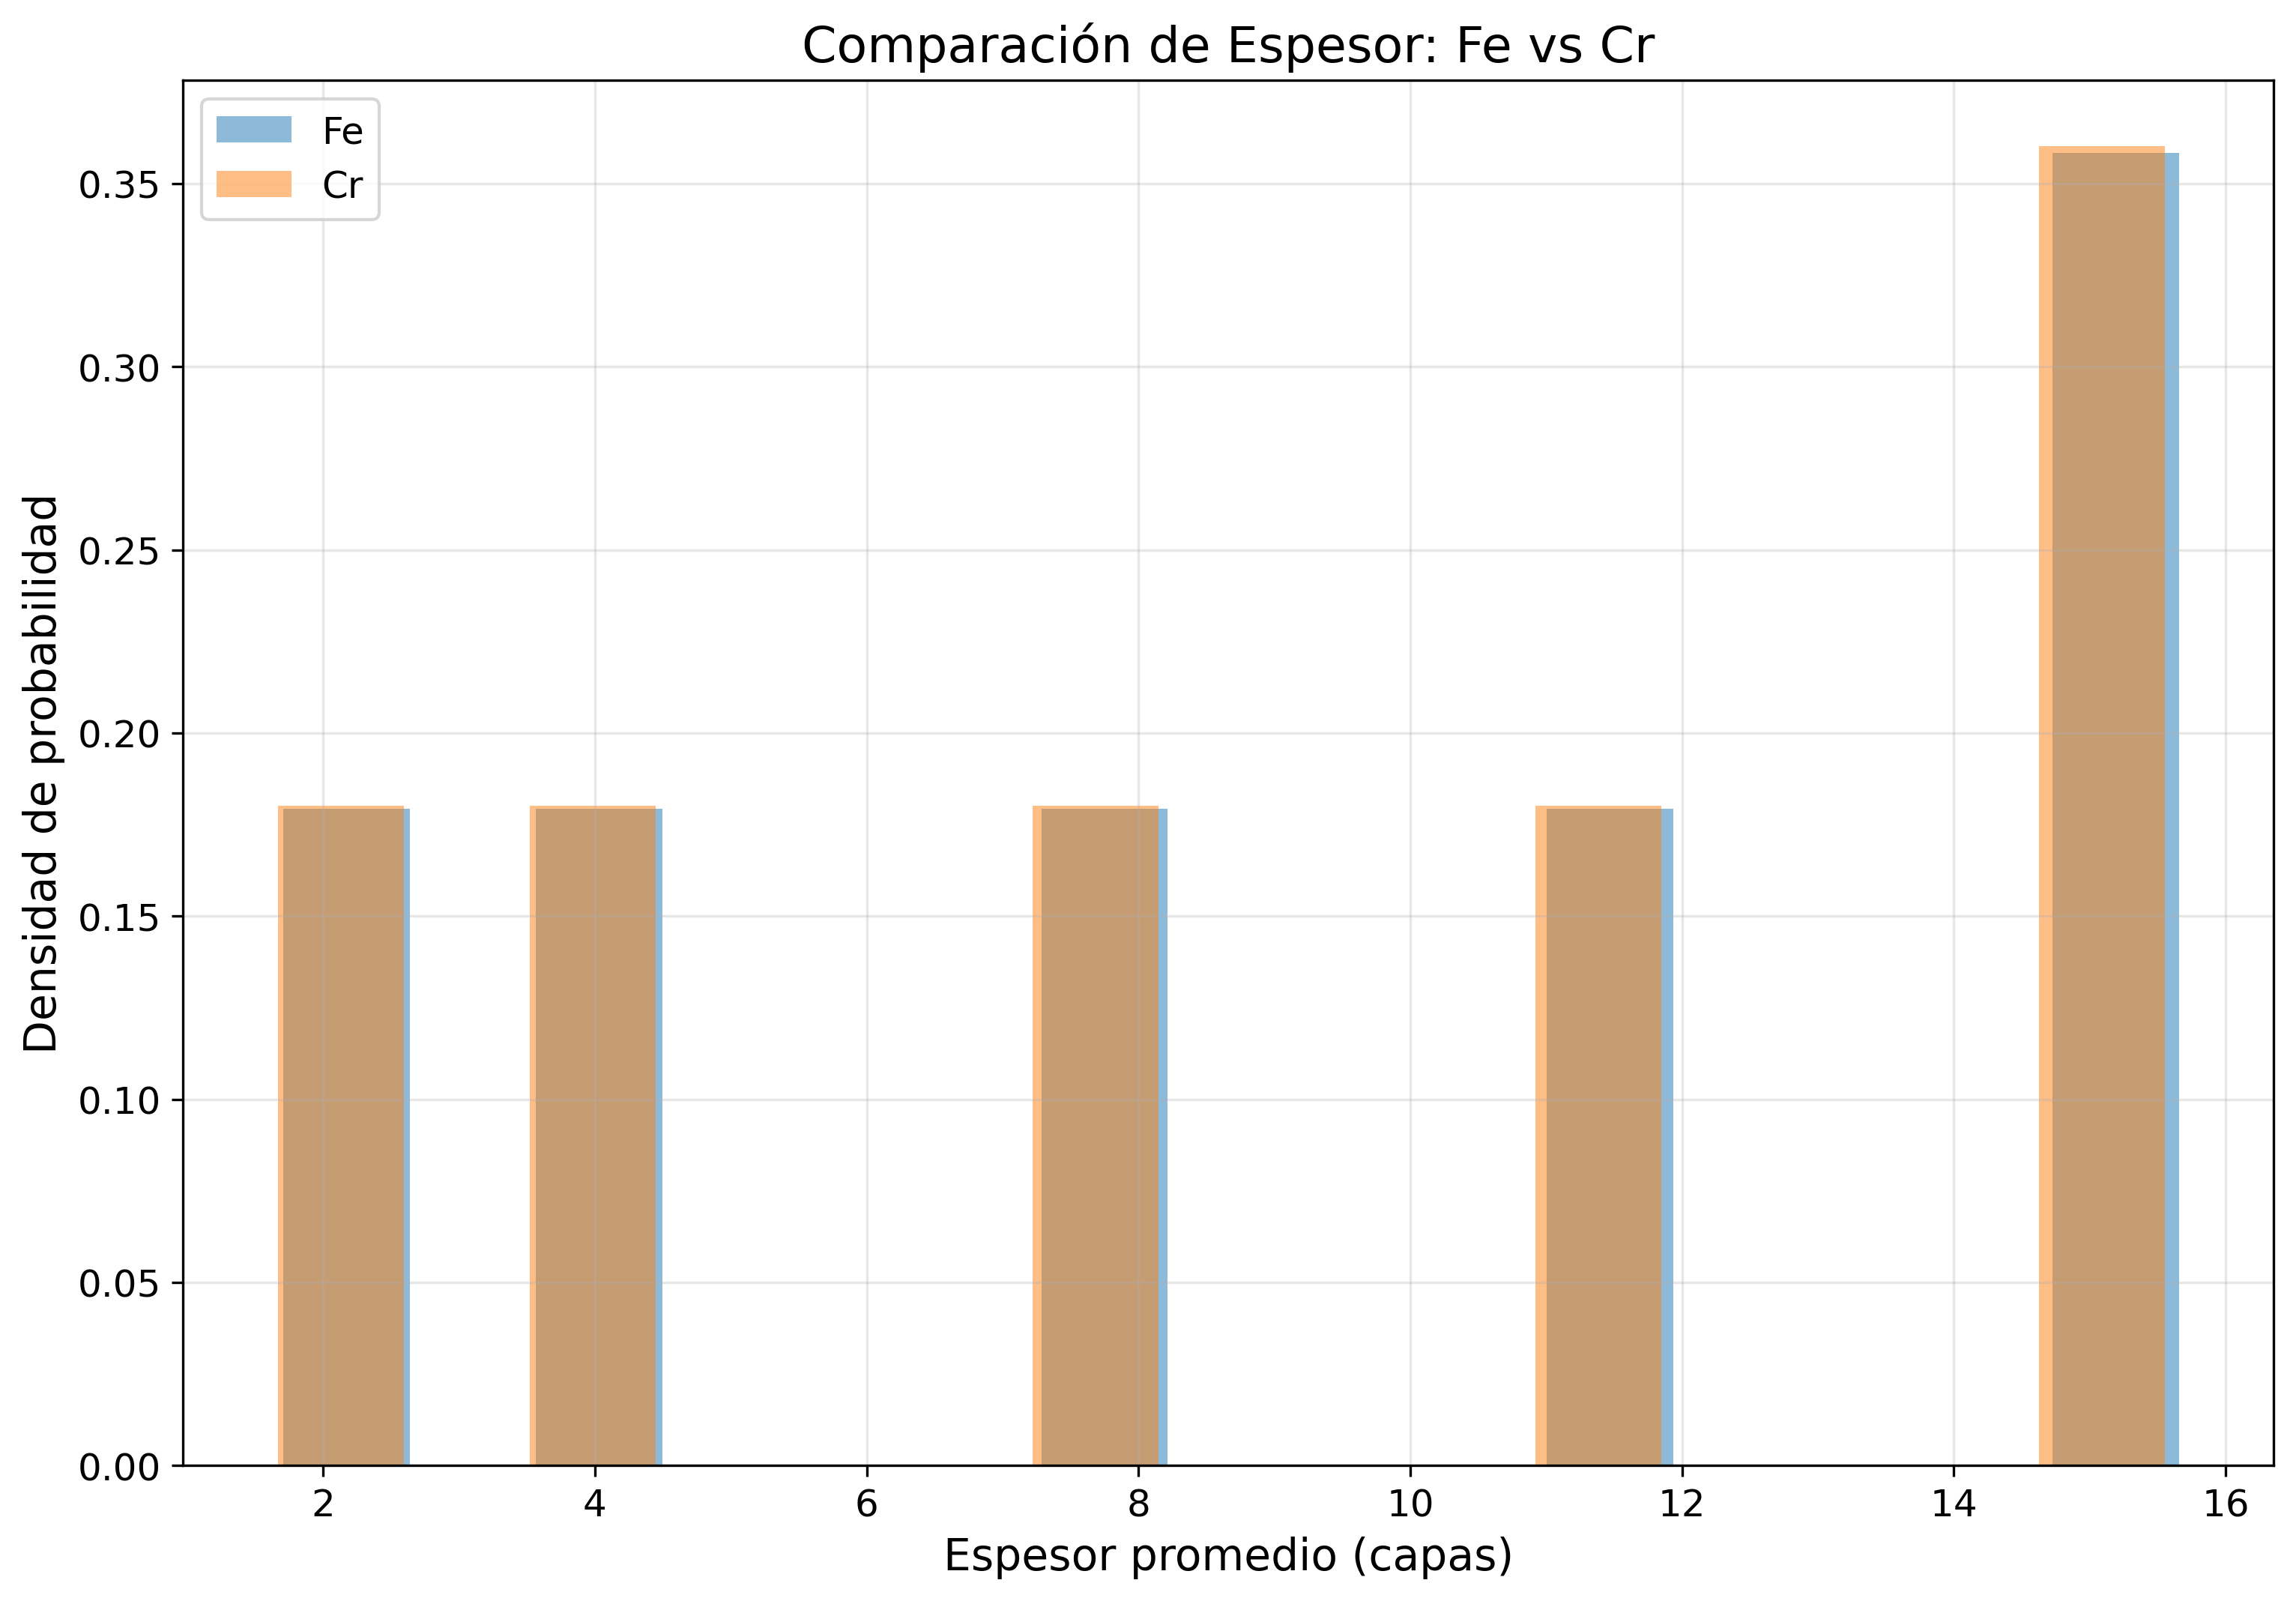 Comparación de Espesor: Fe vs Cr
Fe
Cr
Densidad de probabilidad
0.35
0.30
0.25
0.20
0.15
0.10
0.05
0.00
2 4 6 8 10 12 14 16
Espesor promedio (capas)